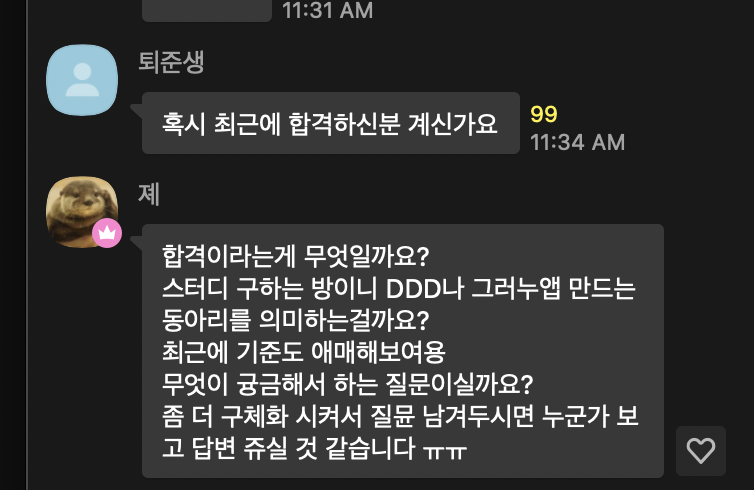 11:31 AM
퇴준생
혹시 최근에 합격하신분 계신가요
99
11:34 AM
졔
합격이라는게 무엇일까요?
스터디 구하는 방이니 DDD나 그러누앱 만드는
동아리를 의미하는걸까요?
최근에 기준도 애매해보여용
무엇이 귱금해서 하는 질문이실까요?
좀 더 구체화 시켜서 질뮨 남겨두시면 누군가 보
고 답변 쥬실 것 같습니다 ㅠㅠ